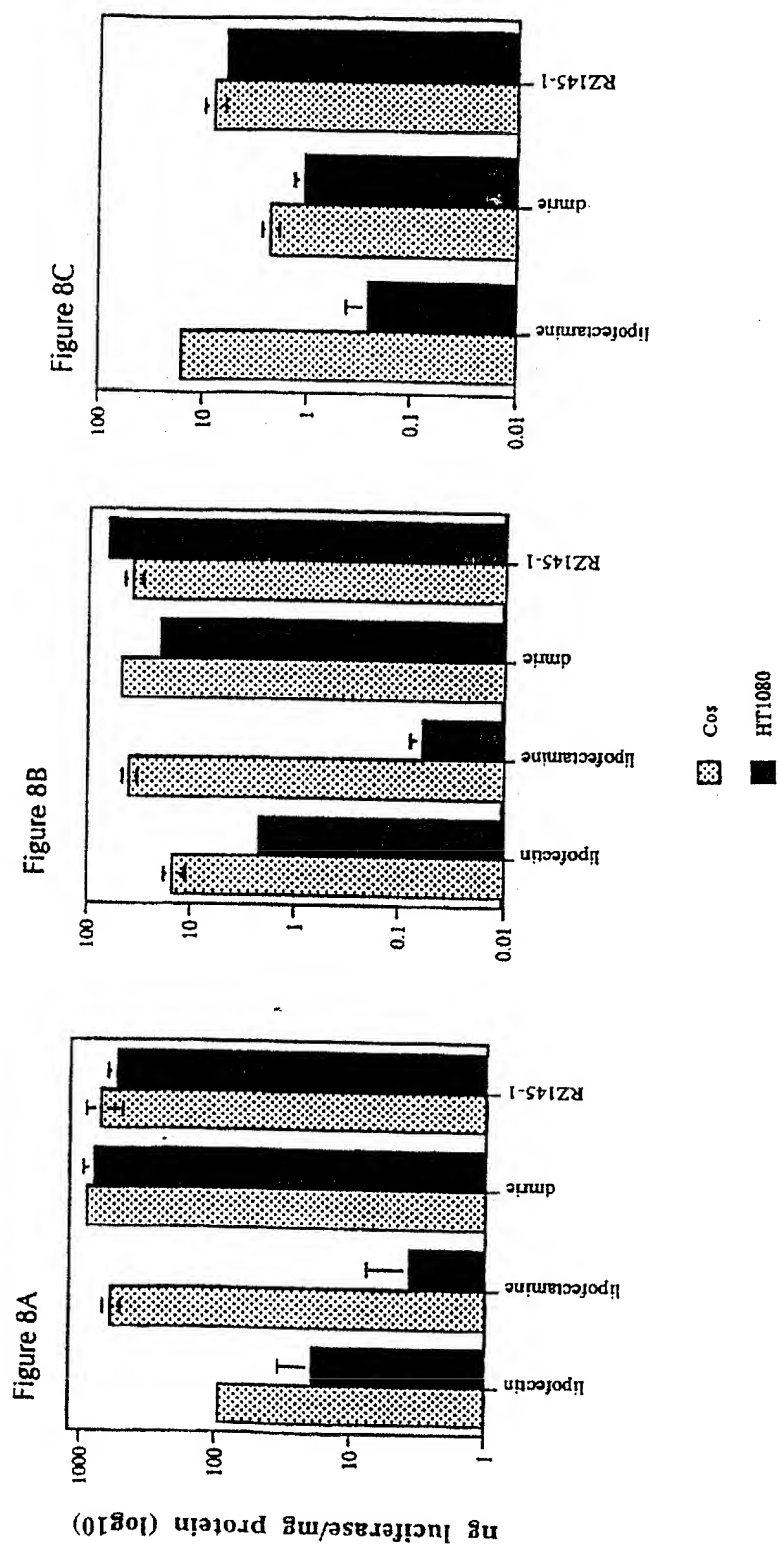 Figure 8A
ng luciferase/mg protein (log10)
1000
100
10
1
lipofectin
lipofectamine
dmrie
RZ145-1
Figure 8B
100
10
1
0.1
0.01
lipofectin
lipofectamine
dmrie
RZ145-1
Figure 8C
100
10
1
0.1
0.01
lipofectamine
dmrie
RZ145-1
Cos
HT1080